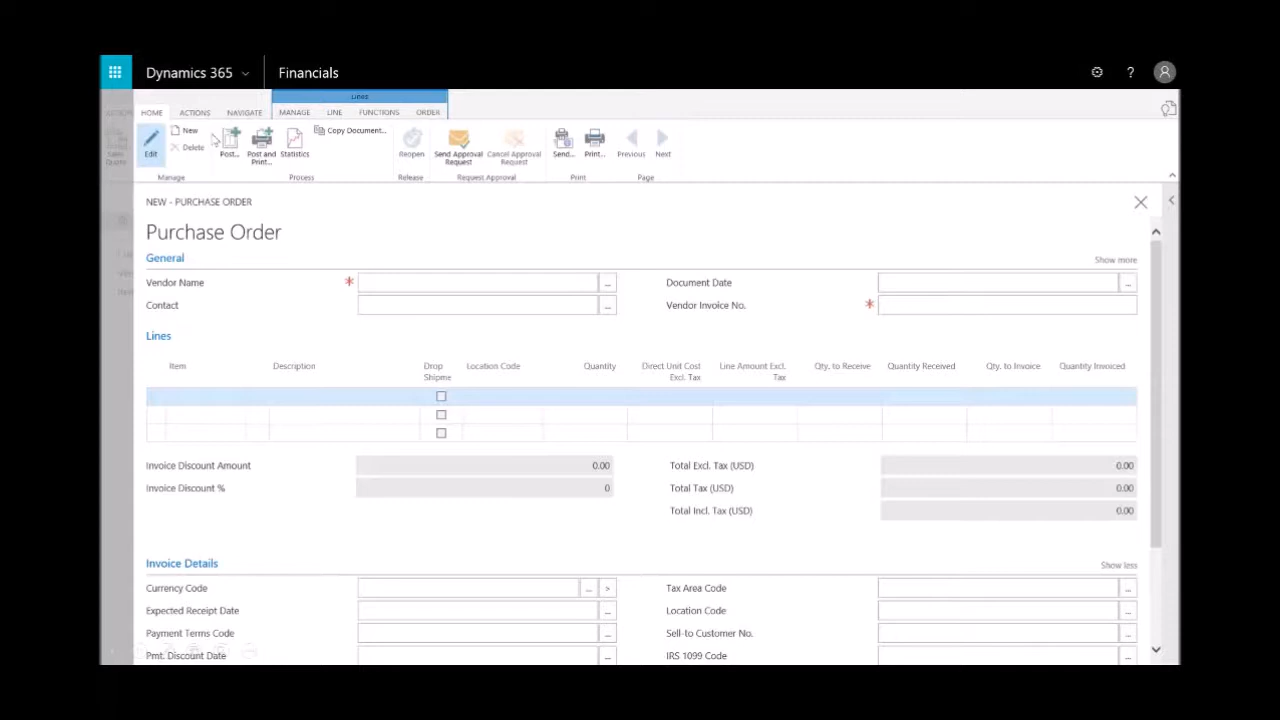 Dynamics 365 Financials ?
Lines
HOME ACTIONS NAVIGATE MANAGE LINE FUNCTIONS ORDER
Edit New Delete Post... Post and Print... Statistics Copy Document... Reopen Send Approval Request Cancel Approval Request Send... Print... Previous Next
Manage Process Release Request Approval Print Page
NEW - PURCHASE ORDER
Purchase Order
General Show more
Vendor Name * ... Document Date ...
Contact ... Vendor Invoice No. *
Lines
Item Description Drop Shipme Location Code Quantity Direct Unit Cost Excl. Tax Line Amount Excl. Tax Qty. to Receive Quantity Received Qty. to Invoice Quantity Invoiced
Invoice Discount Amount 0.00 Total Excl. Tax (USD) 0.00
Invoice Discount % 0 Total Tax (USD) 0.00
Total Incl. Tax (USD) 0.00
Invoice Details Show less
Currency Code ... > Tax Area Code ...
Expected Receipt Date ... Location Code ...
Payment Terms Code ... Sell-to Customer No. ...
Pmt. Discount Date ... IRS 1099 Code ...